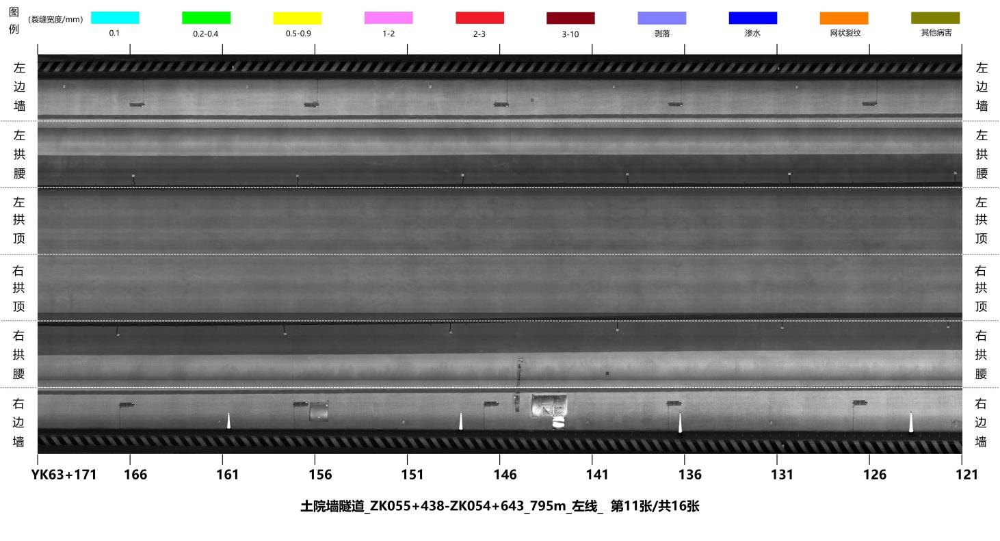 图例
(裂缝宽度/mm)
0.1
0.2-0.4
0.5-0.9
1-2
2-3
3-10
剥落
渗水
网状裂纹
其他病害
左边墙
左边墙
左拱腰
左拱腰
左拱顶
左拱顶
右拱顶
右拱顶
右拱腰
右拱腰
右边墙
右边墙
YK63+171 166 161 156 151 146 141 136 131 126 121
土院墙隧道_ZK055+438-ZK054+643_795m_左线_ 第11张/共16张